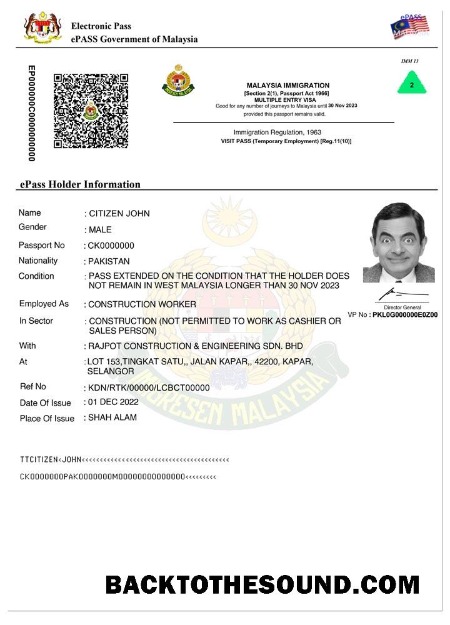 Electronic Pass
ePASS Government of Malaysia
ePASS
IMM 11
EP000000C0000000000000
MALAYSIA IMMIGRATION
[Section 2(1), Passport Act 1966]
MULTIPLE ENTRY VISA
Good for any number of journeys to Malaysia until 30 Nov 2023
provided this passport remains valid.
2
Immigration Regulation, 1963
VISIT PASS (Temporary Employment) [Reg.11(10)]
ePass Holder Information
Name : CITIZEN JOHN
Gender : MALE
Passport No : CK0000000
Nationality : PAKISTAN
Condition : PASS EXTENDED ON THE CONDITION THAT THE HOLDER DOES
NOT REMAIN IN WEST MALAYSIA LONGER THAN 30 NOV 2023
Employed As : CONSTRUCTION WORKER
Director General
VP No : PKL0G000000E0Z00
In Sector : CONSTRUCTION (NOT PERMITTED TO WORK AS CASHIER OR
SALES PERSON)
With : RAJPOT CONSTRUCTION & ENGINEERING SDN. BHD
At : LOT 153,TINGKAT SATU,, JALAN KAPAR,, 42200, KAPAR,
SELANGOR
Ref No : KDN/RTK/00000/LCBCT00000
Date Of Issue : 01 DEC 2022
Place Of Issue : SHAH ALAM
IMIGRESEN MALAYSIA
TTCITIZEN<JOHN<<<<<<<<<<<<<<<<<<<<<<<<<<<<<<<<<<<<<<<<
CK0000000PAK0000000M00000000000000<<<<<<<<<
BACKTOTHESOUND.COM